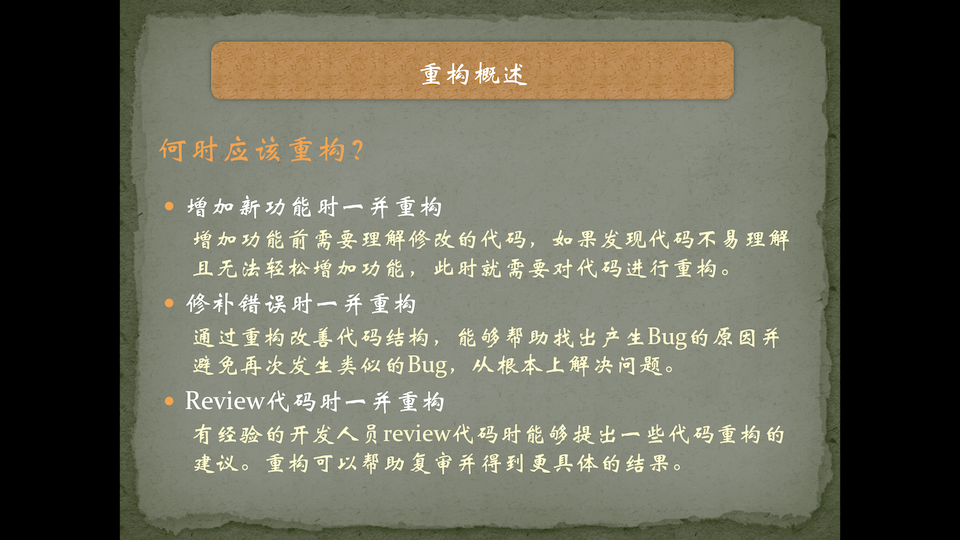 重构概述
何时应该重构？
• 增加新功能时一并重构
增加功能前需要理解修改的代码，如果发现代码不易理解
且无法轻松增加功能，此时就需要对代码进行重构。
• 修补错误时一并重构
通过重构改善代码结构，能够帮助找出产生Bug的原因并
避免再次发生类似的Bug，从根本上解决问题。
• Review代码时一并重构
有经验的开发人员review代码时能够提出一些代码重构的
建议。重构可以帮助复审并得到更具体的结果。